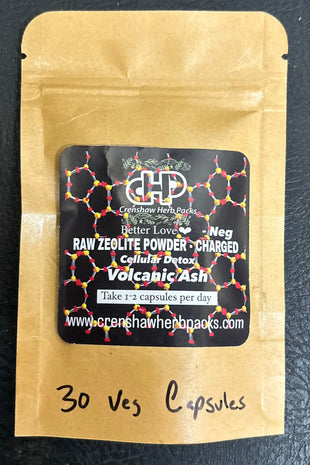 CHP
Crenshaw Herb Packs
Better Love❤ - Neg
RAW ZEOLITE POWDER - CHARGED
Cellular Detox
Volcanic Ash
Take 1-2 capsules per day
www.crenshawherbpacks.com
30 Veg Capsules